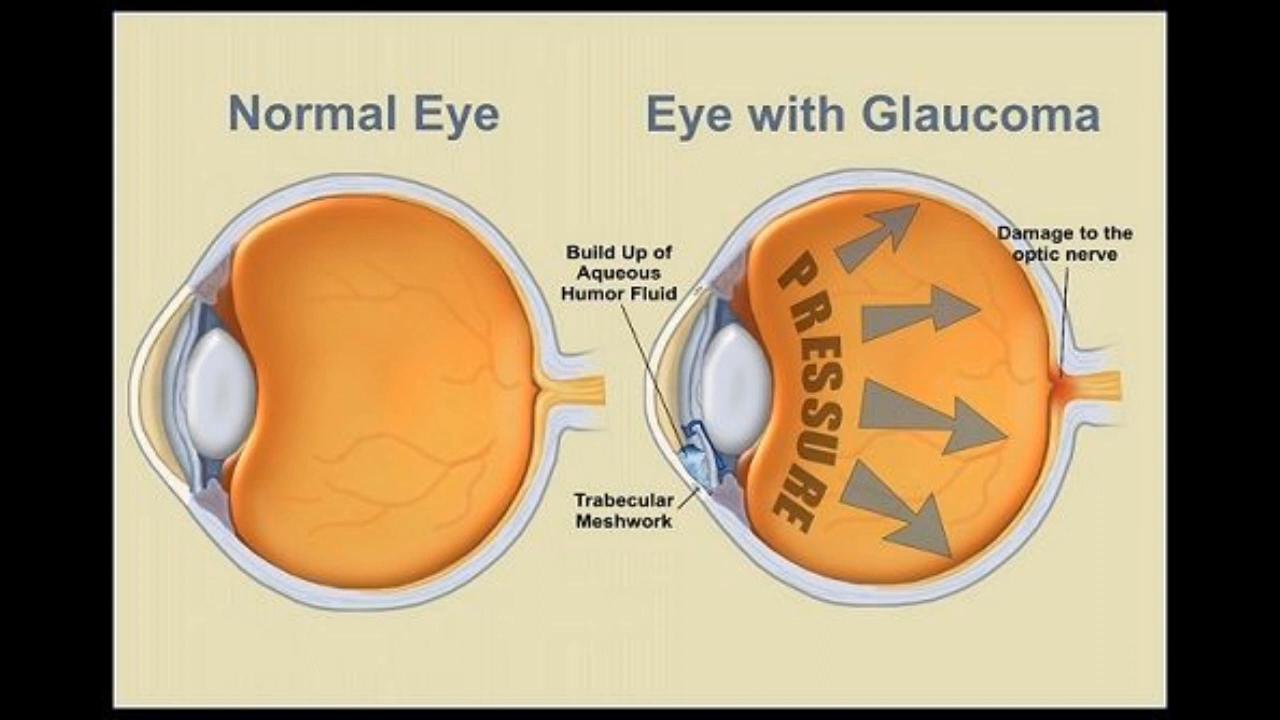 Normal Eye
Eye with Glaucoma
Build Up of
Aqueous
Humor Fluid
Damage to the
optic nerve
PRESSURE
Trabecular
Meshwork